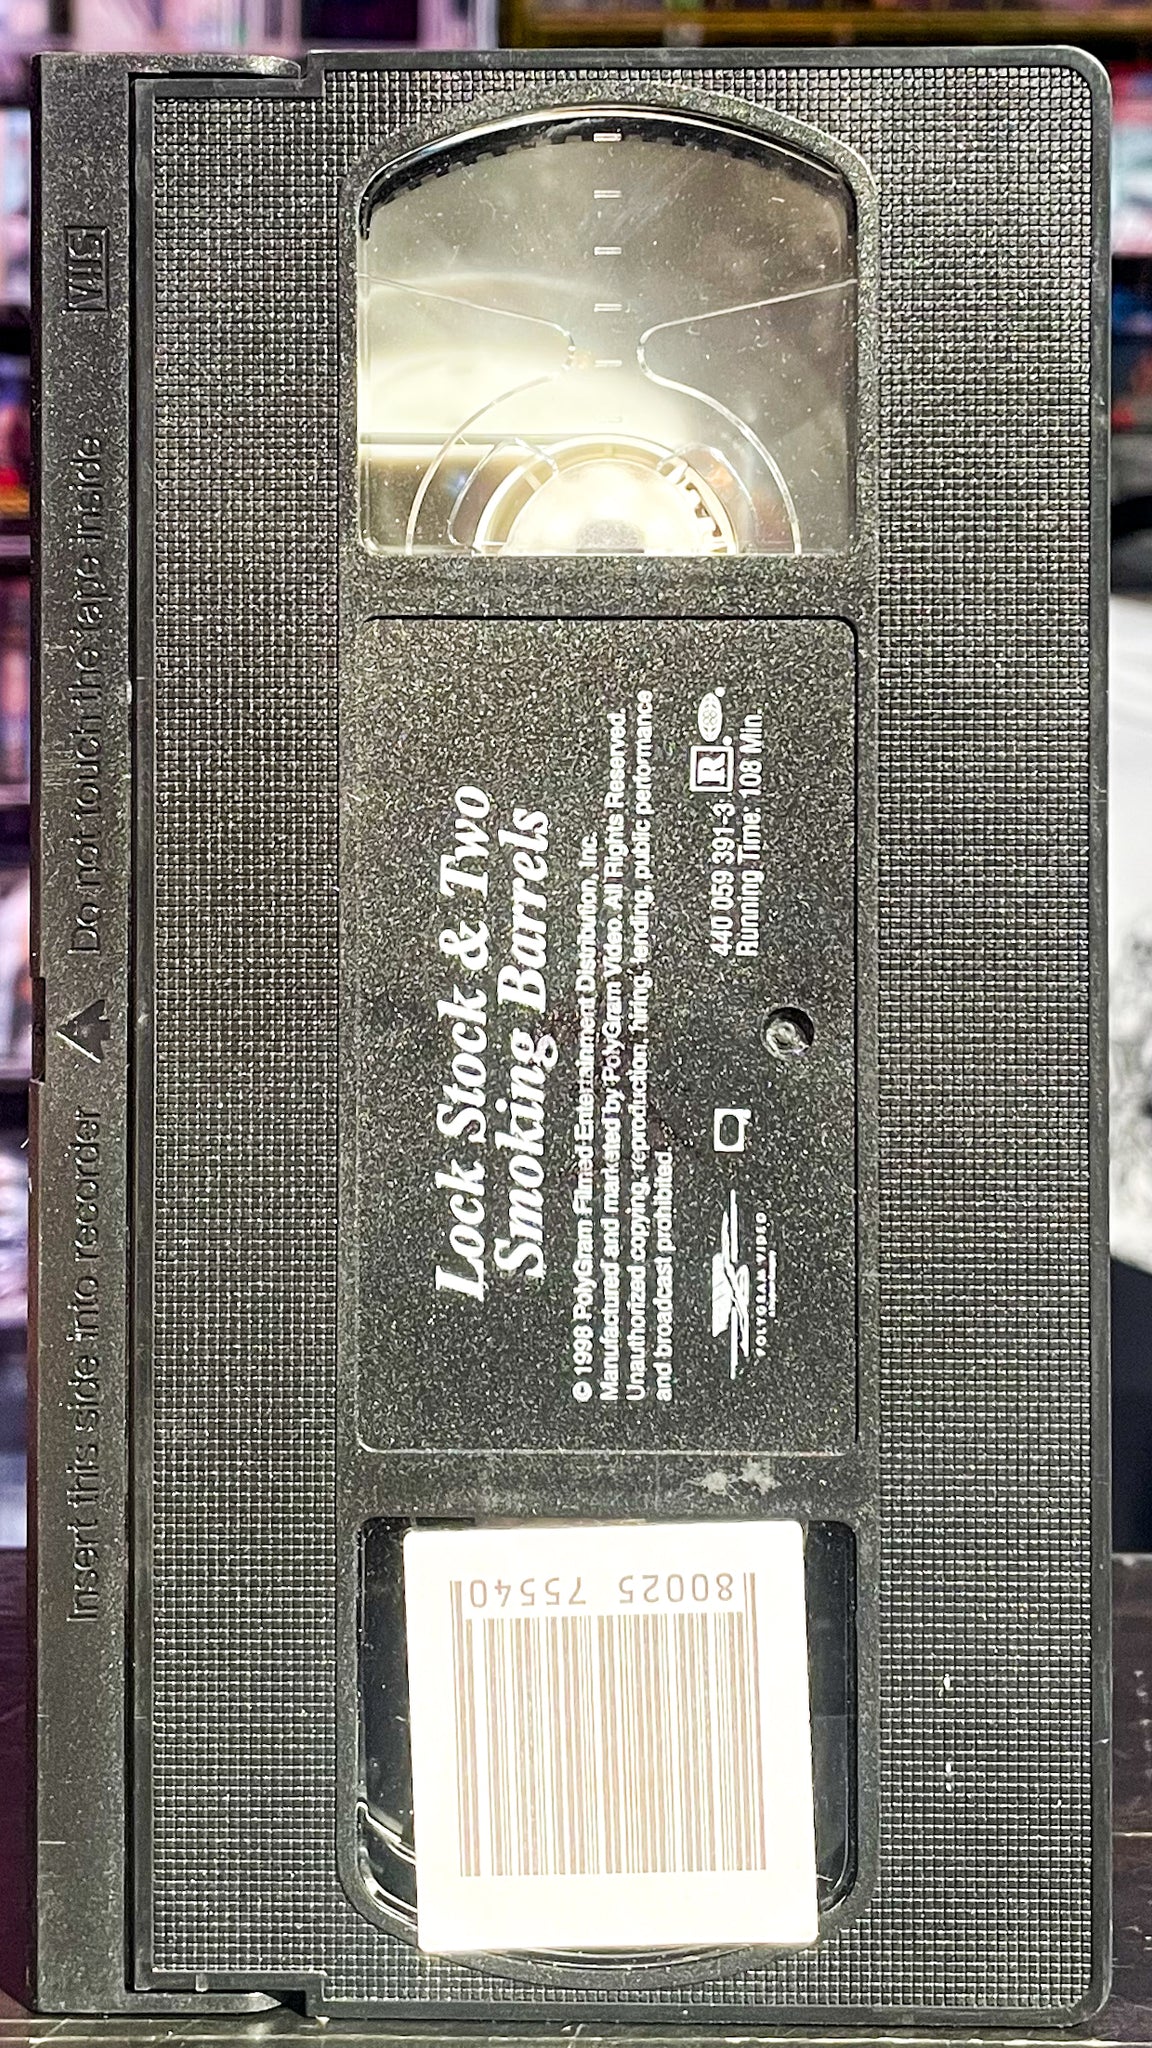 VHS
Insert this side into recorder
Do not touch the tape inside
Lock Stock & Two
Smoking Barrels
© 1998 PolyGram Filmed Entertainment Distribution, Inc.
Manufactured and marketed by PolyGram Video. All Rights Reserved.
Unauthorized copying, reproduction, hiring, lending, public performance
and broadcast prohibited.
POLYGRAM VIDEO
440 059 391-3 R
Running Time: 108 Min.
80025 75540